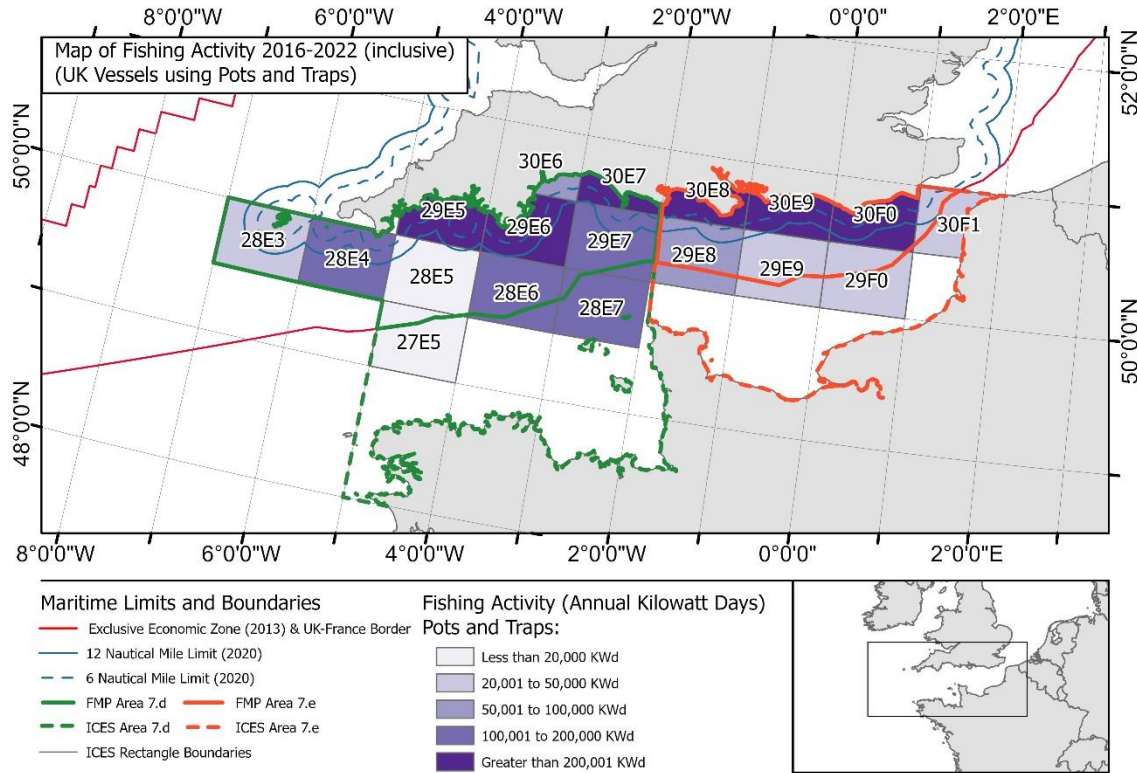 8°0'0"W 6°0'0"W 4°0'0"W 2°0'0"W 0°0'0" 2°0'0"E
Map of Fishing Activity 2016-2022 (inclusive)
(UK Vessels using Pots and Traps)
52°0'0"N
50°0'0"N
30E6
30E7
30E8
30E9
30F0
30F1
29E5
29E6
29E7
29E8
29E9
29F0
28E3
28E4
28E5
28E6
28E7
27E5
50°0'0"N
48°0'0"N
8°0'0"W 6°0'0"W 4°0'0"W 2°0'0"W 0°0'0" 2°0'0"E
Maritime Limits and Boundaries
Exclusive Economic Zone (2013) & UK-France Border
12 Nautical Mile Limit (2020)
6 Nautical Mile Limit (2020)
FMP Area 7.d FMP Area 7.e
ICES Area 7.d ICES Area 7.e
ICES Rectangle Boundaries
Fishing Activity (Annual Kilowatt Days)
Pots and Traps:
Less than 20,000 KWd
20,001 to 50,000 KWd
50,001 to 100,000 KWd
100,001 to 200,000 KWd
Greater than 200,001 KWd